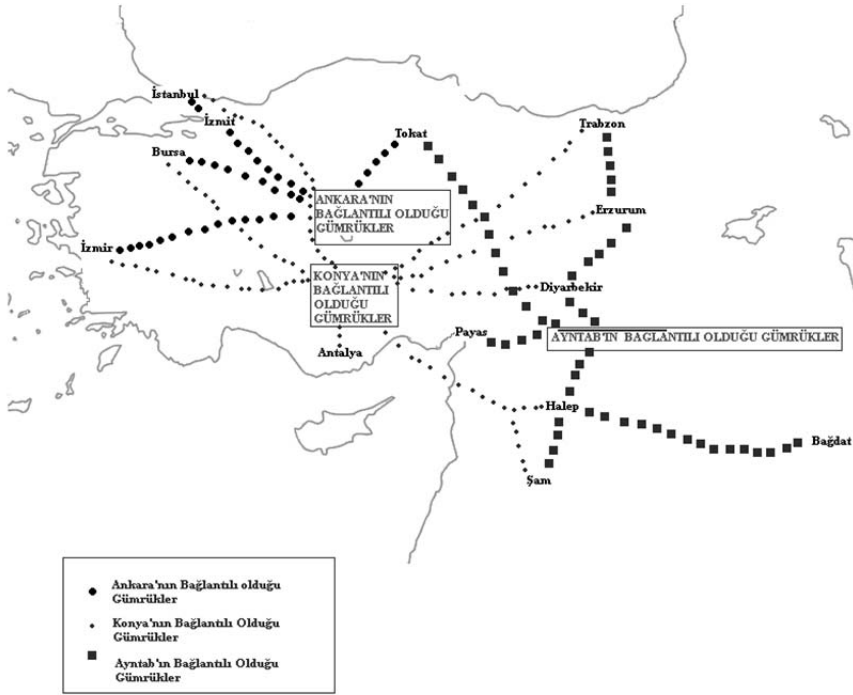 İstanbul
İzmit
Bursa
Tokat
Trabzon
ANKARA'NIN
BAĞLANTILI OLDUĞU
GÜMRÜKLER
Erzurum
İzmir
KONYA'NIN
BAĞLANTILI
OLDUĞU
GÜMRÜKLER
Diyarbekir
Payas
AYNTAB'IN BAGLANTILI OLDUĞU GÜMRÜKLER
Antalya
Halep
Bağdat
Şam
Ankara'nın Bağlantılı olduğu
Gümrükler
Konya'nın Bağlantılı Olduğu
Gümrükler
Ayntab'ın Bağlantılı Olduğu
Gümrükler